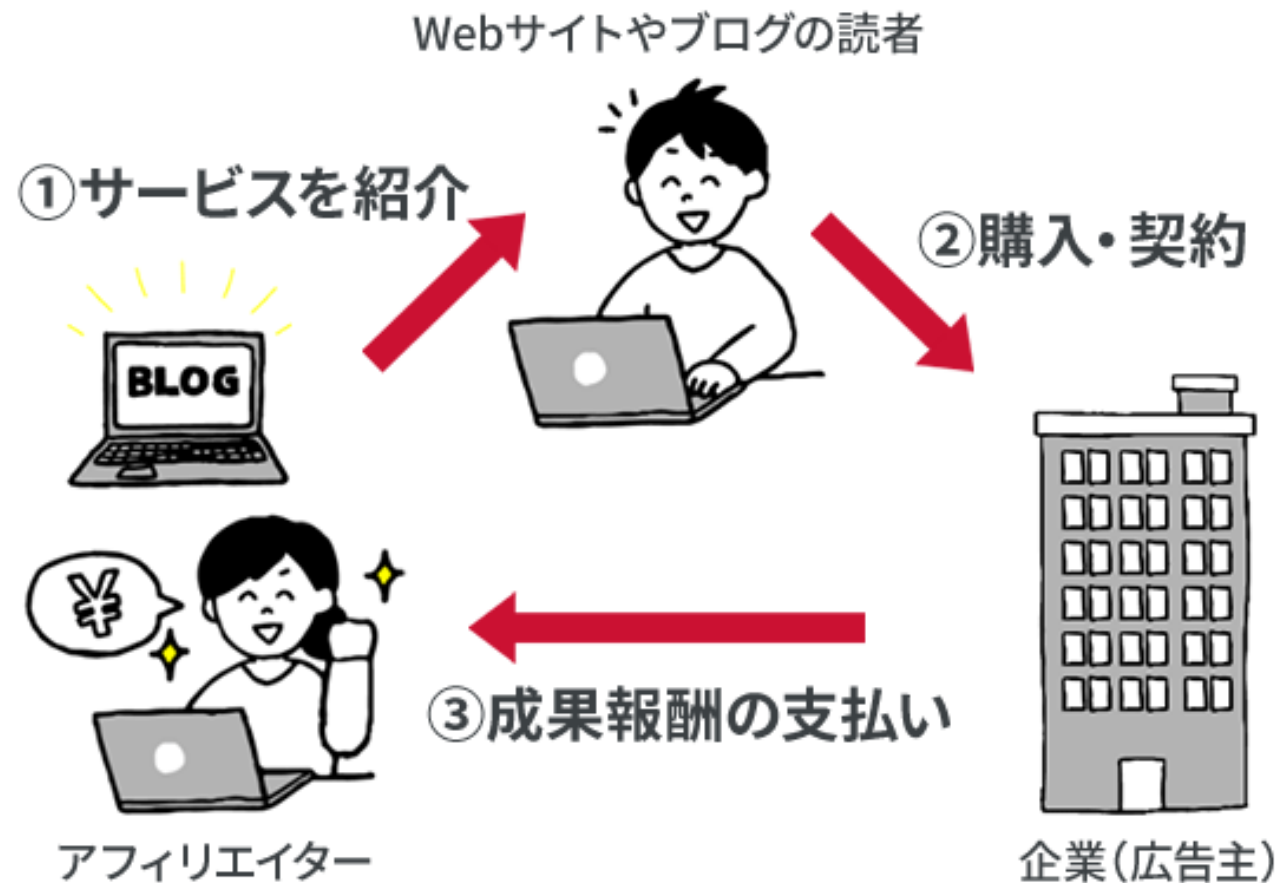 Webサイトやブログの読者
①サービスを紹介
②購入・契約
BLOG
¥
③成果報酬の支払い
アフィリエイター
企業(広告主)